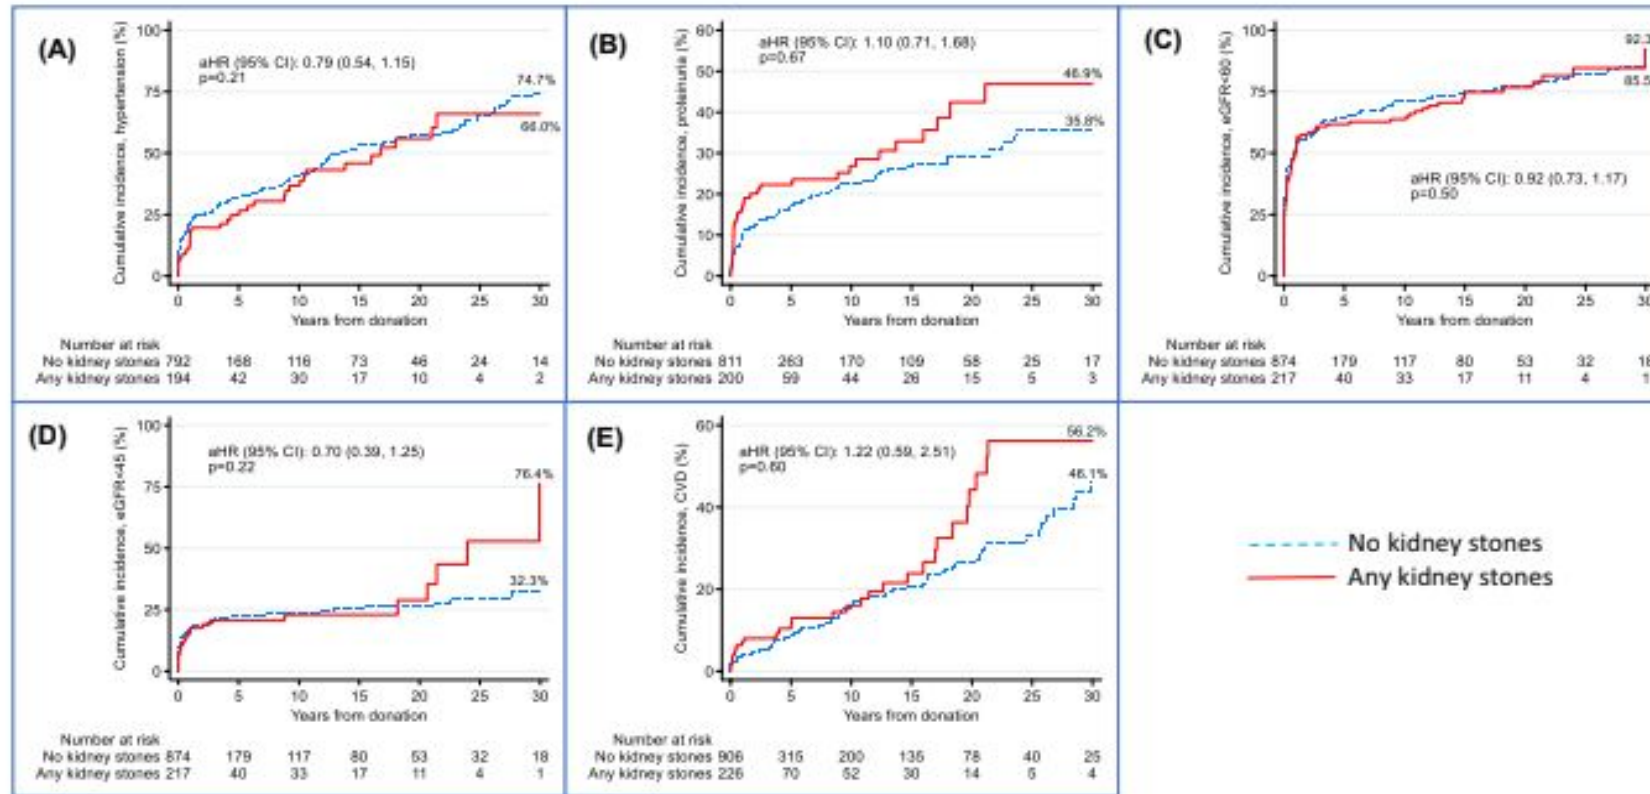 (A)
Cumulative incidence, hypertension (%)
100
75
50
25
0
aHR (95% CI): 0.79 (0.54, 1.15)
p=0.21
74.7%
66.0%
0 5 10 15 20 25 30
Years from donation
Number at risk
No kidney stones 792 168 116 73 46 24 14
Any kidney stones 194 42 30 17 10 4 2
(B)
Cumulative incidence, proteinuria (%)
60
50
40
30
20
10
0
aHR (95% CI): 1.10 (0.71, 1.68)
p=0.67
46.9%
35.8%
0 5 10 15 20 25 30
Years from donation
Number at risk
No kidney stones 811 263 170 109 58 25 17
Any kidney stones 200 59 44 26 15 5 3
(C)
Cumulative incidence, eGFR<60 (%)
100
75
50
25
0
92.3
85.5
aHR (95% CI): 0.92 (0.73, 1.17)
p=0.50
0 5 10 15 20 25 30
Years from donation
Number at risk
No kidney stones 874 179 117 80 53 32 18
Any kidney stones 217 40 33 17 11 4 1
(D)
Cumulative incidence, eGFR<45 (%)
100
75
50
25
0
aHR (95% CI): 0.70 (0.39, 1.25)
p=0.22
76.4%
32.3%
0 5 10 15 20 25 30
Years from donation
Number at risk
No kidney stones 874 179 117 80 53 32 18
Any kidney stones 217 40 33 17 11 4 1
(E)
Cumulative incidence, CVD (%)
60
40
20
0
aHR (95% CI): 1.22 (0.59, 2.51)
p=0.60
56.2%
46.1%
0 5 10 15 20 25 30
Years from donation
Number at risk
No kidney stones 906 315 200 135 78 40 25
Any kidney stones 226 70 52 30 14 5 4
No kidney stones
Any kidney stones